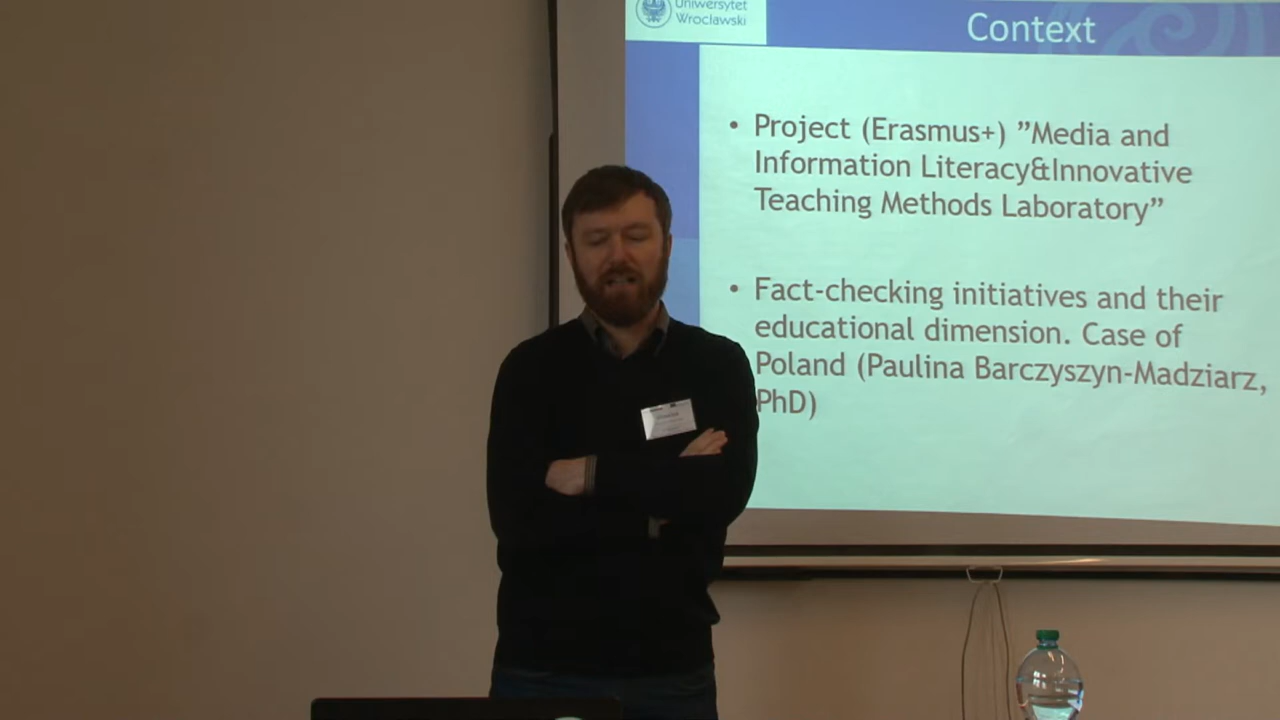 Uniwersytet
Wrocławski
Context
• Project (Erasmus+) ”Media and
Information Literacy&Innovative
Teaching Methods Laboratory”
• Fact-checking initiatives and their
educational dimension. Case of
Poland (Paulina Barczyszyn-Madziarz,
PhD)